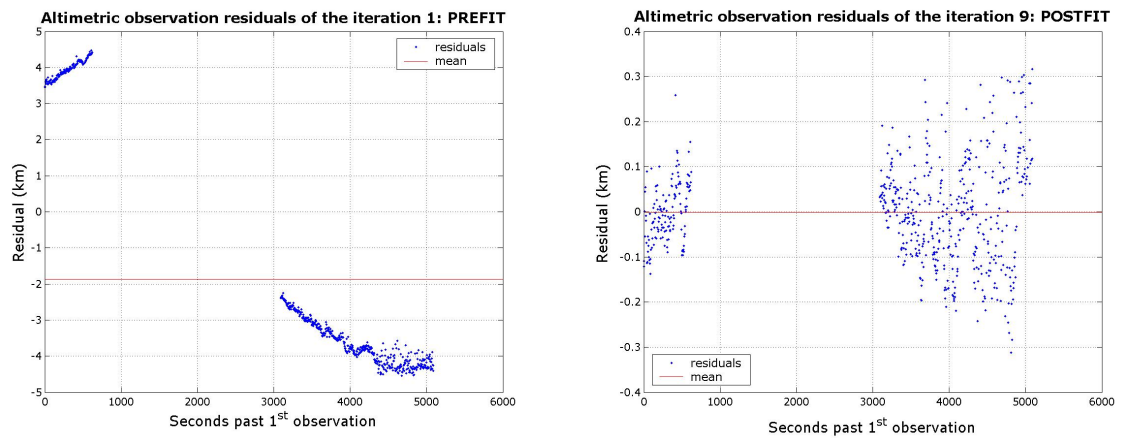 Altimetric observation residuals of the iteration 1: PREFIT
5
4
3
2
1
0
-1
-2
-3
-4
-5
Residual (km)
residuals
mean
0 1000 2000 3000 4000 5000 6000
Seconds past 1st observation
Altimetric observation residuals of the iteration 9: POSTFIT
0.4
0.3
0.2
0.1
0
-0.1
-0.2
-0.3
-0.4
Residual (km)
residuals
mean
0 1000 2000 3000 4000 5000 6000
Seconds past 1st observation